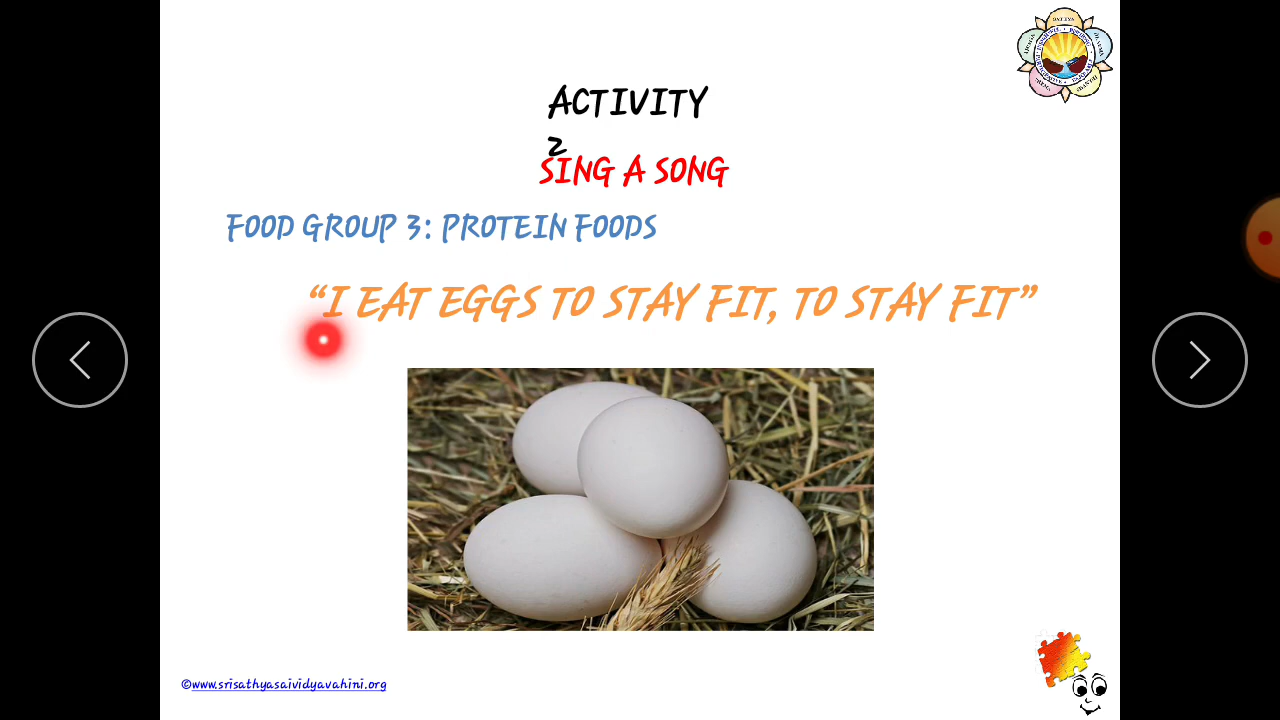 ACTIVITY
2
SING A SONG
FOOD GROUP 3: PROTEIN FOODS
“I EAT EGGS TO STAY FIT, TO STAY FIT”
©www.srisathyasaividyavahini.org